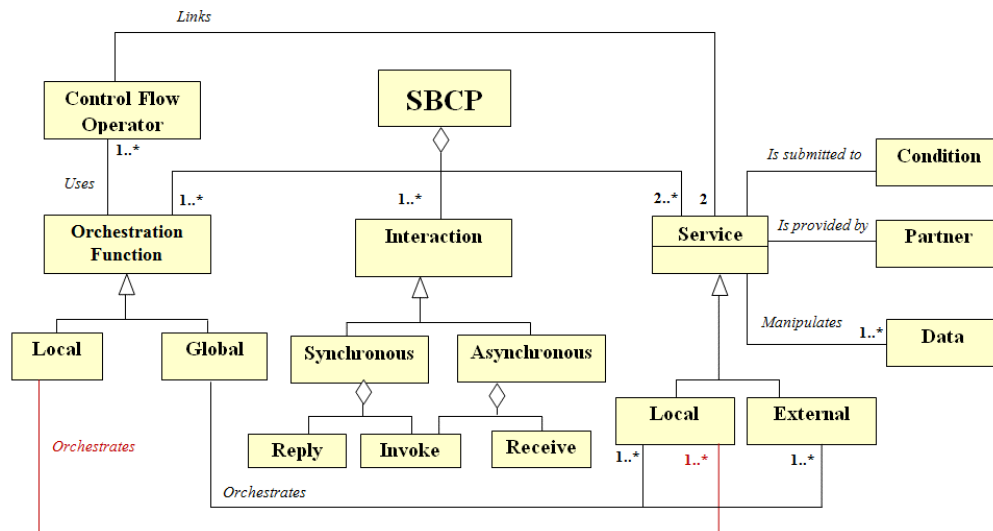 Links
Control Flow
Operator
SBCP
1..*
Is submitted to
Condition
Uses
1..*
1..*
2..*
2
Orchestration
Function
Interaction
Service
Is provided by
Partner
Manipulates
1..*
Data
Local
Global
Synchronous
Asynchronous
Local
External
Orchestrates
Reply
Invoke
Receive
1..*
1..*
1..*
Orchestrates